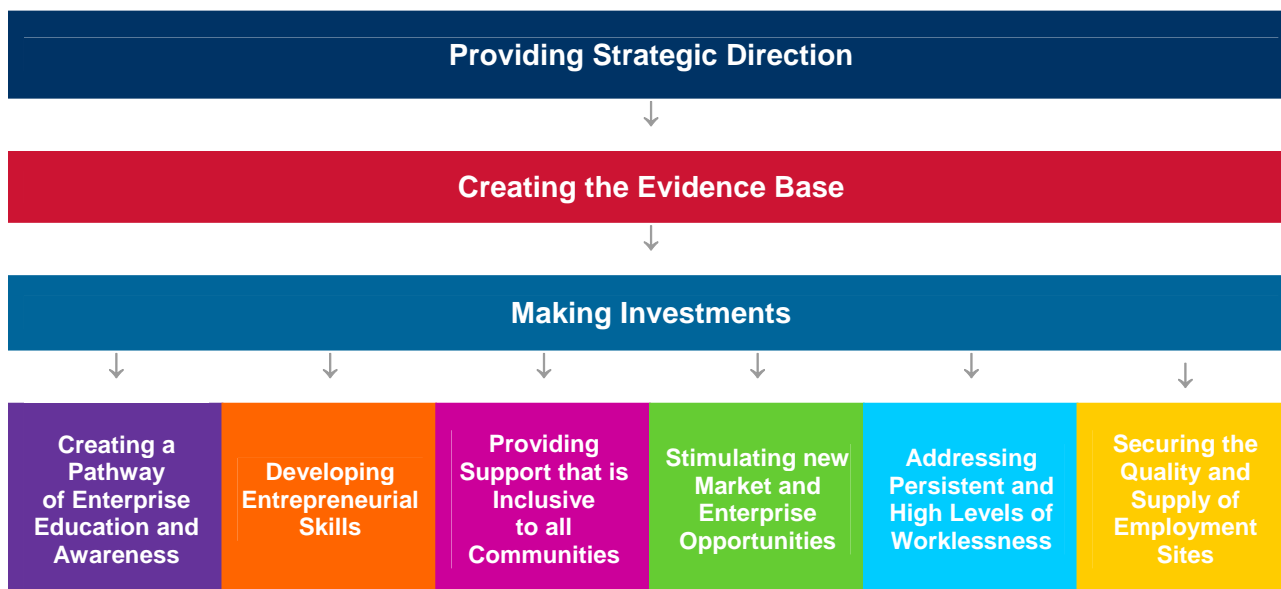 Providing Strategic Direction
Creating the Evidence Base
Making Investments
Creating a
Pathway
of Enterprise
Education and
Awareness
Developing
Entrepreneurial
Skills
Providing
Support that is
Inclusive
to all
Communities
Stimulating new
Market and
Enterprise
Opportunities
Addressing
Persistent and
High Levels of
Worklessness
Securing the
Quality and
Supply of
Employment
Sites